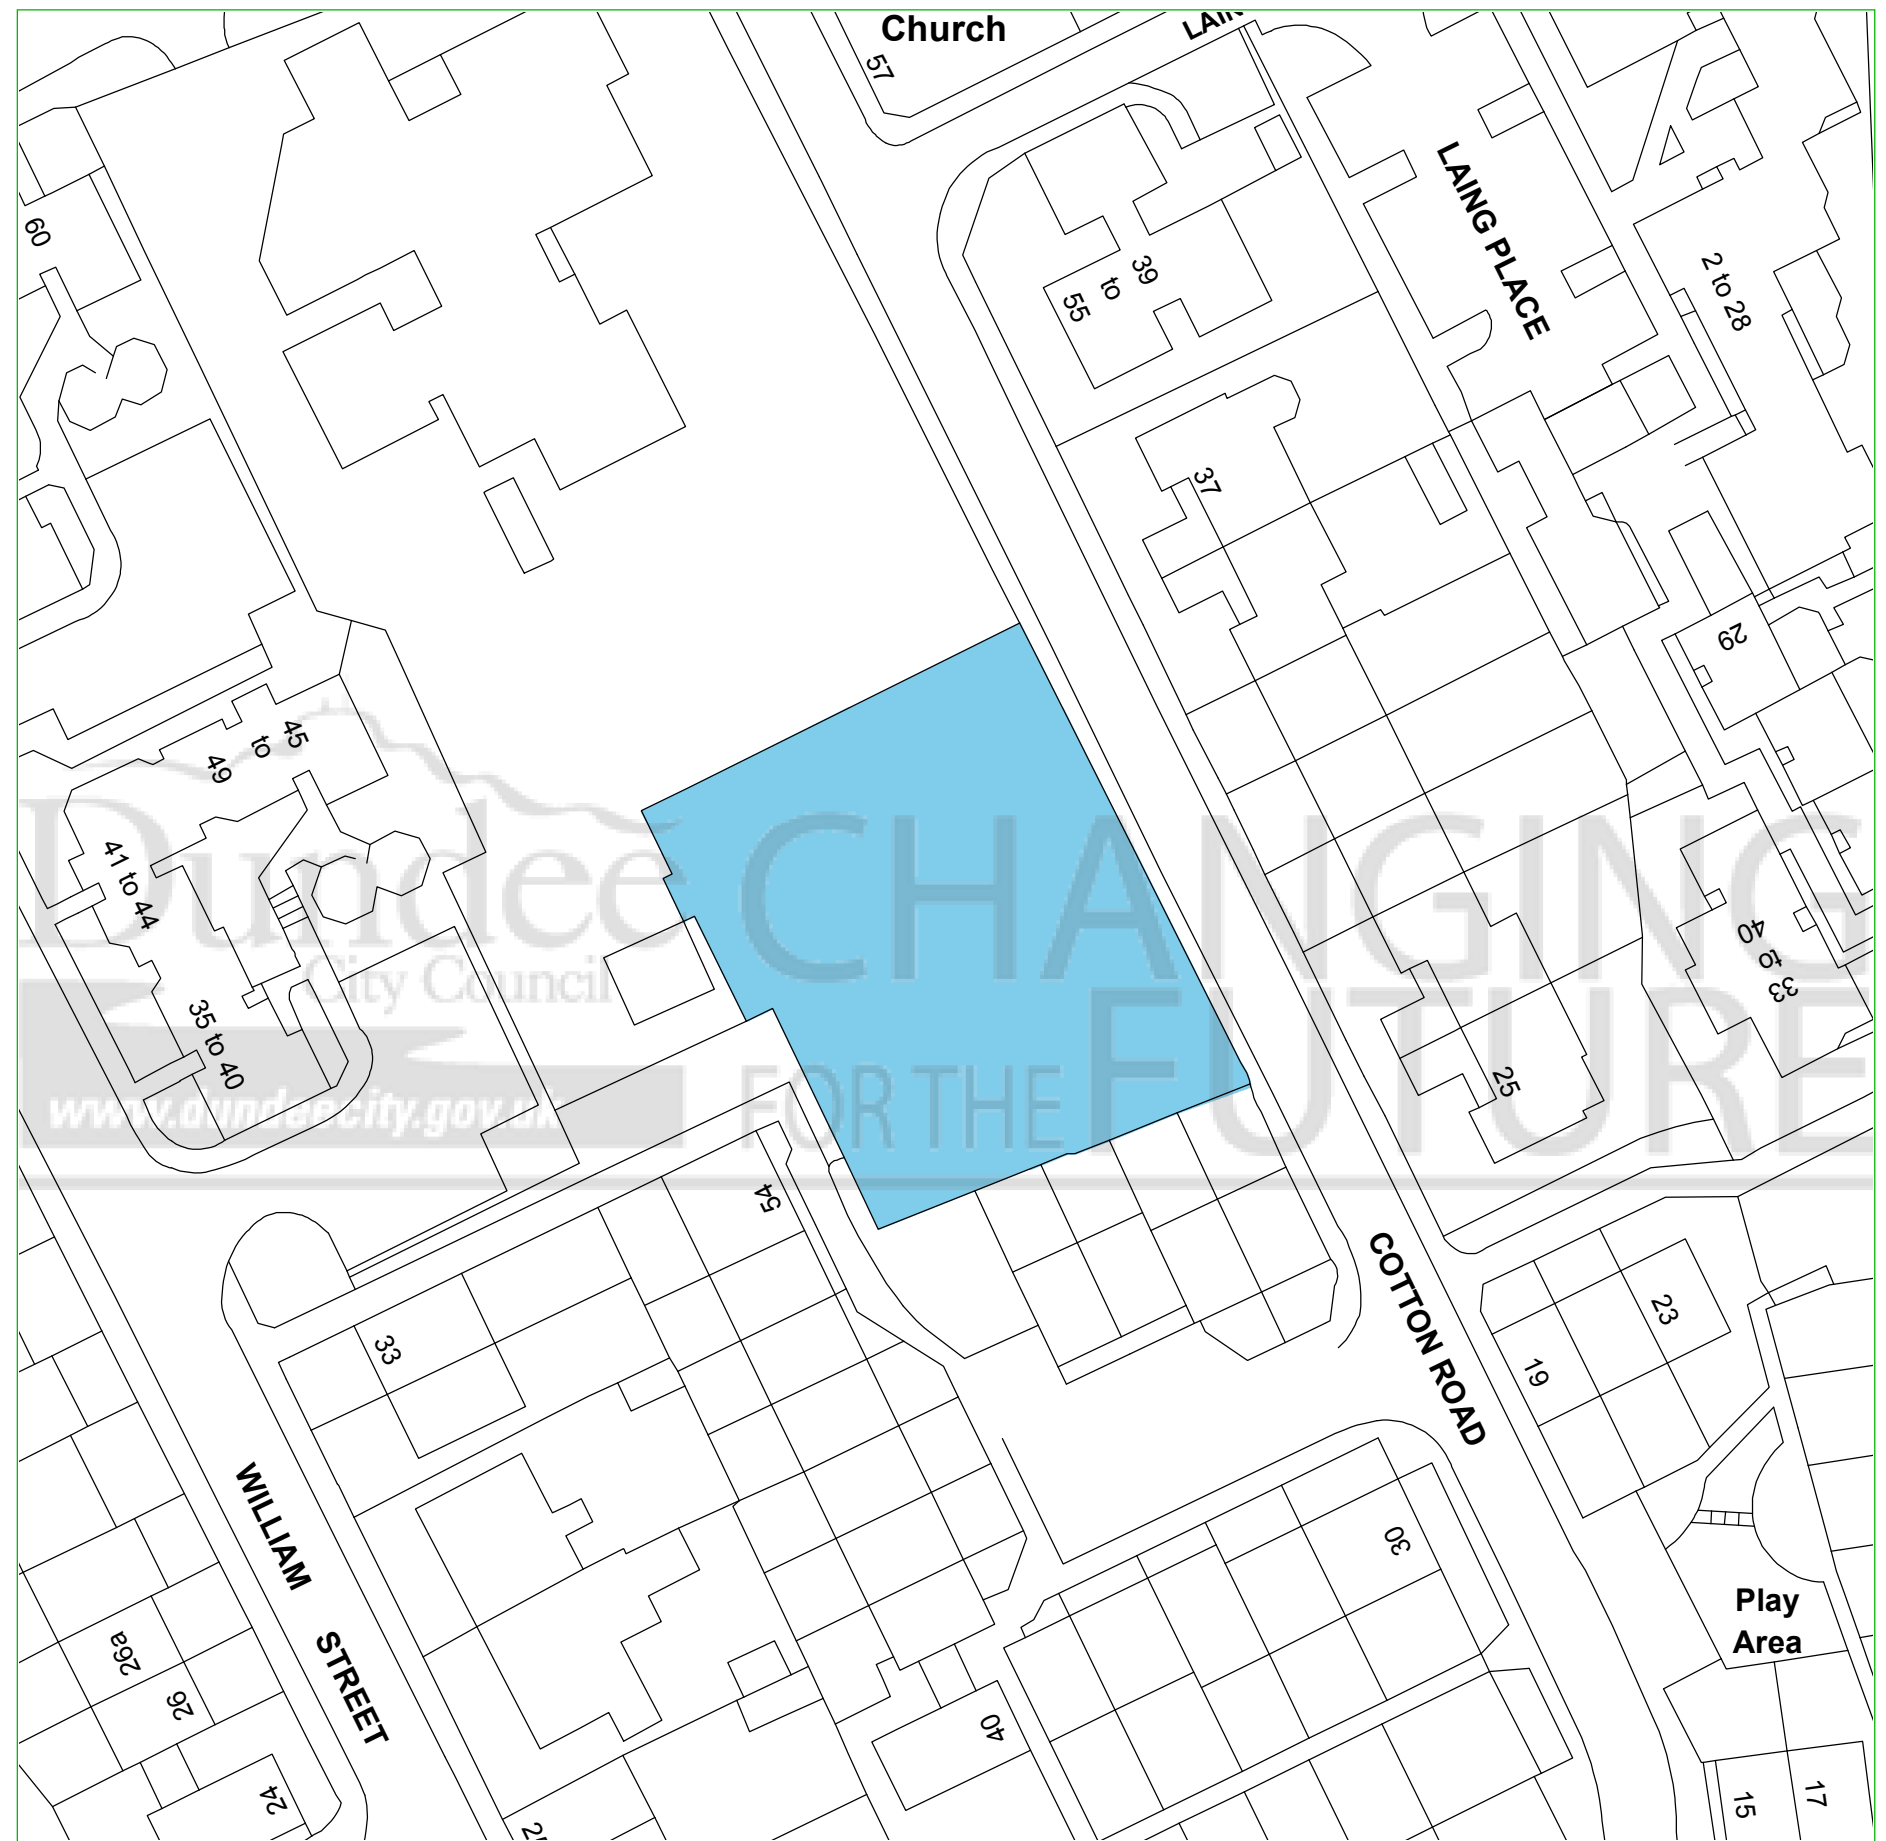 Church
LAIN
57
60
LAING PLACE
39
to
55
2 to 28
37
29
45
to
49
41 to 44
35 to 40
33
to
40
Dundee
City Council
www.dundeecity.gov.uk
CHANGING
FOR THE FUTURE
25
54
COTTON ROAD
33
23
19
30
WILLIAM STREET
Play
Area
26a
26
40
24
15
17